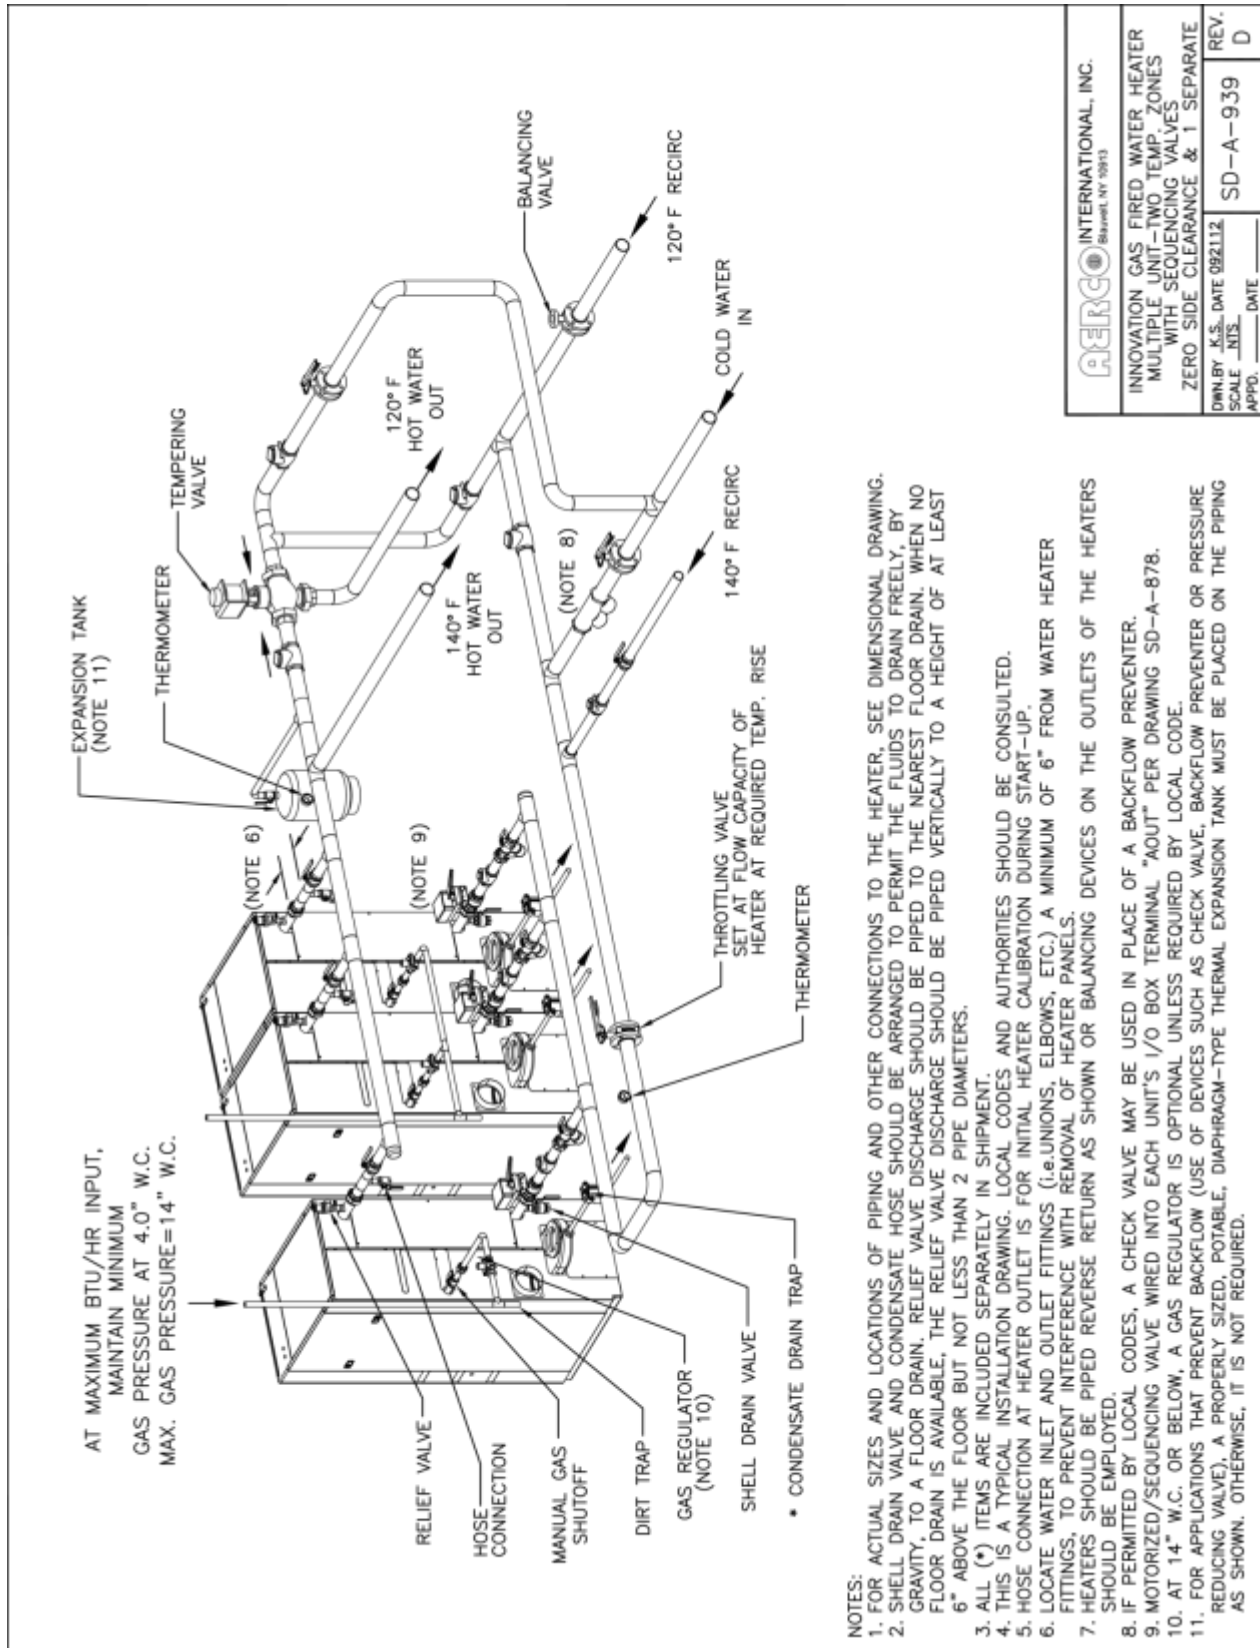 AT MAXIMUM BTU/HR INPUT,
MAINTAIN MINIMUM
GAS PRESSURE AT 4.0" W.C.
MAX. GAS PRESSURE=14" W.C.
EXPANSION TANK
(NOTE 11)
THERMOMETER
TEMPERING
VALVE
BALANCING
VALVE
(NOTE 6)
(NOTE 9)
120° F
HOT WATER
OUT
140° F
HOT WATER
OUT
(NOTE 8)
120° F RECIRC
COLD WATER
IN
140° F RECIRC
RELIEF VALVE
HOSE
CONNECTION
MANUAL GAS
SHUTOFF
DIRT TRAP
GAS REGULATOR
(NOTE 10)
SHELL DRAIN VALVE
* CONDENSATE DRAIN TRAP
THROTTLING VALVE
SET AT FLOW CAPACITY OF
HEATER AT REQUIRED TEMP. RISE
THERMOMETER
NOTES:
1. FOR ACTUAL SIZES AND LOCATIONS OF PIPING AND OTHER CONNECTIONS TO THE HEATER, SEE DIMENSIONAL DRAWING.
2. SHELL DRAIN VALVE AND CONDENSATE HOSE SHOULD BE ARRANGED TO PERMIT THE FLUIDS TO DRAIN FREELY, BY
GRAVITY, TO A FLOOR DRAIN. RELIEF VALVE DISCHARGE SHOULD BE PIPED TO THE NEAREST FLOOR DRAIN. WHEN NO
FLOOR DRAIN IS AVAILABLE, THE RELIEF VALVE DISCHARGE SHOULD BE PIPED VERTICALLY TO A HEIGHT OF AT LEAST
6" ABOVE THE FLOOR BUT NOT LESS THAN 2 PIPE DIAMETERS.
3. ALL (*) ITEMS ARE INCLUDED SEPARATELY IN SHIPMENT.
4. THIS IS A TYPICAL INSTALLATION DRAWING. LOCAL CODES AND AUTHORITIES SHOULD BE CONSULTED.
5. HOSE CONNECTION AT HEATER OUTLET IS FOR INITIAL HEATER CALIBRATION DURING START-UP.
6. LOCATE WATER INLET AND OUTLET FITTINGS (i.e.UNIONS, ELBOWS, ETC.) A MINIMUM OF 6" FROM WATER HEATER
FITTINGS, TO PREVENT INTERFERENCE WITH REMOVAL OF HEATER PANELS.
7. HEATERS SHOULD BE PIPED REVERSE RETURN AS SHOWN OR BALANCING DEVICES ON THE OUTLETS OF THE HEATERS
SHOULD BE EMPLOYED.
8. IF PERMITTED BY LOCAL CODES, A CHECK VALVE MAY BE USED IN PLACE OF A BACKFLOW PREVENTER.
9. MOTORIZED/SEQUENCING VALVE WIRED INTO EACH UNIT'S I/O BOX TERMINAL "AOUT" PER DRAWING SD-A-878.
10. AT 14" W.C. OR BELOW, A GAS REGULATOR IS OPTIONAL UNLESS REQUIRED BY LOCAL CODE.
11. FOR APPLICATIONS THAT PREVENT BACKFLOW (USE OF DEVICES SUCH AS CHECK VALVE, BACKFLOW PREVENTER OR PRESSURE
REDUCING VALVE), A PROPERLY SIZED, POTABLE, DIAPHRAGM-TYPE THERMAL EXPANSION TANK MUST BE PLACED ON THE PIPING
AS SHOWN. OTHERWISE, IT IS NOT REQUIRED.
AERCO INTERNATIONAL, INC.
Blauvelt, NY 10913
INNOVATION GAS FIRED WATER HEATER
MULTIPLE UNIT-TWO TEMP. ZONES
WITH SEQUENCING VALVES
ZERO SIDE CLEARANCE & 1 SEPARATE
DWN.BY K.S. DATE 092112
SCALE NTS
APPD. DATE
SD-A-939
REV.
D